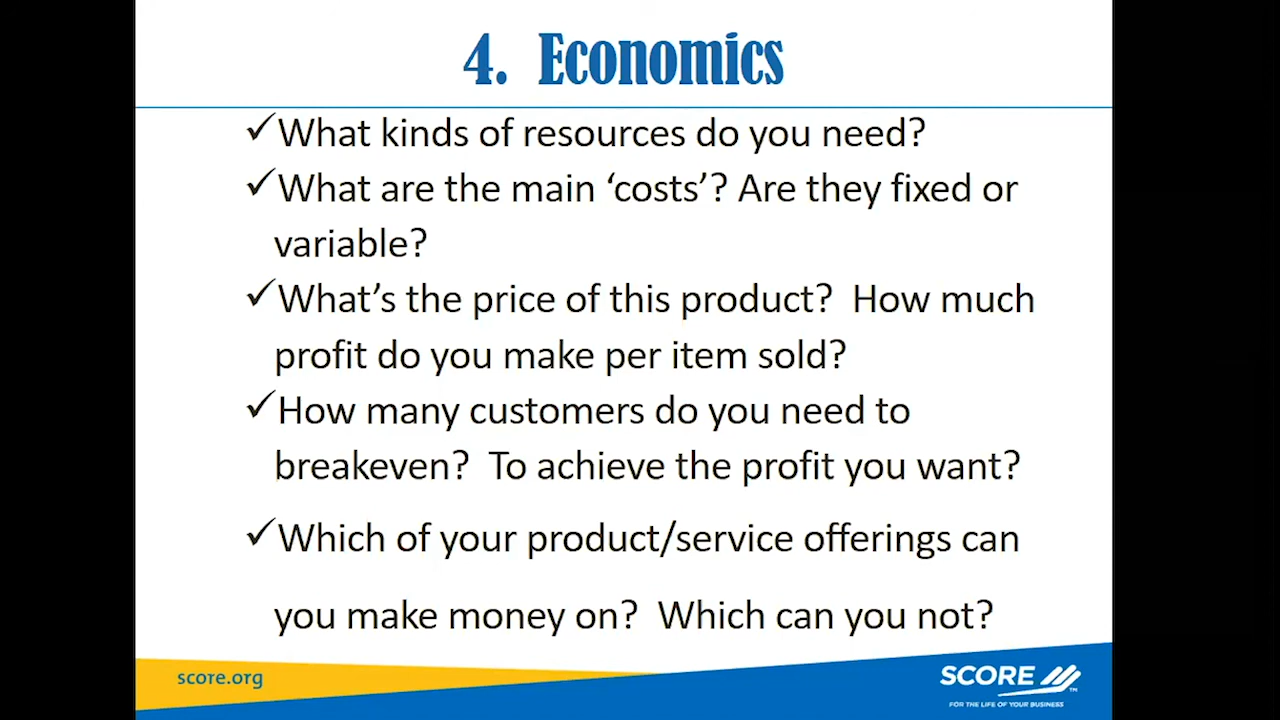 4. Economics
✓What kinds of resources do you need?
✓What are the main ‘costs’? Are they fixed or
variable?
✓What’s the price of this product? How much
profit do you make per item sold?
✓How many customers do you need to
breakeven? To achieve the profit you want?
✓Which of your product/service offerings can
you make money on? Which can you not?
score.org
SCORE
TM
FOR THE LIFE OF YOUR BUSINESS